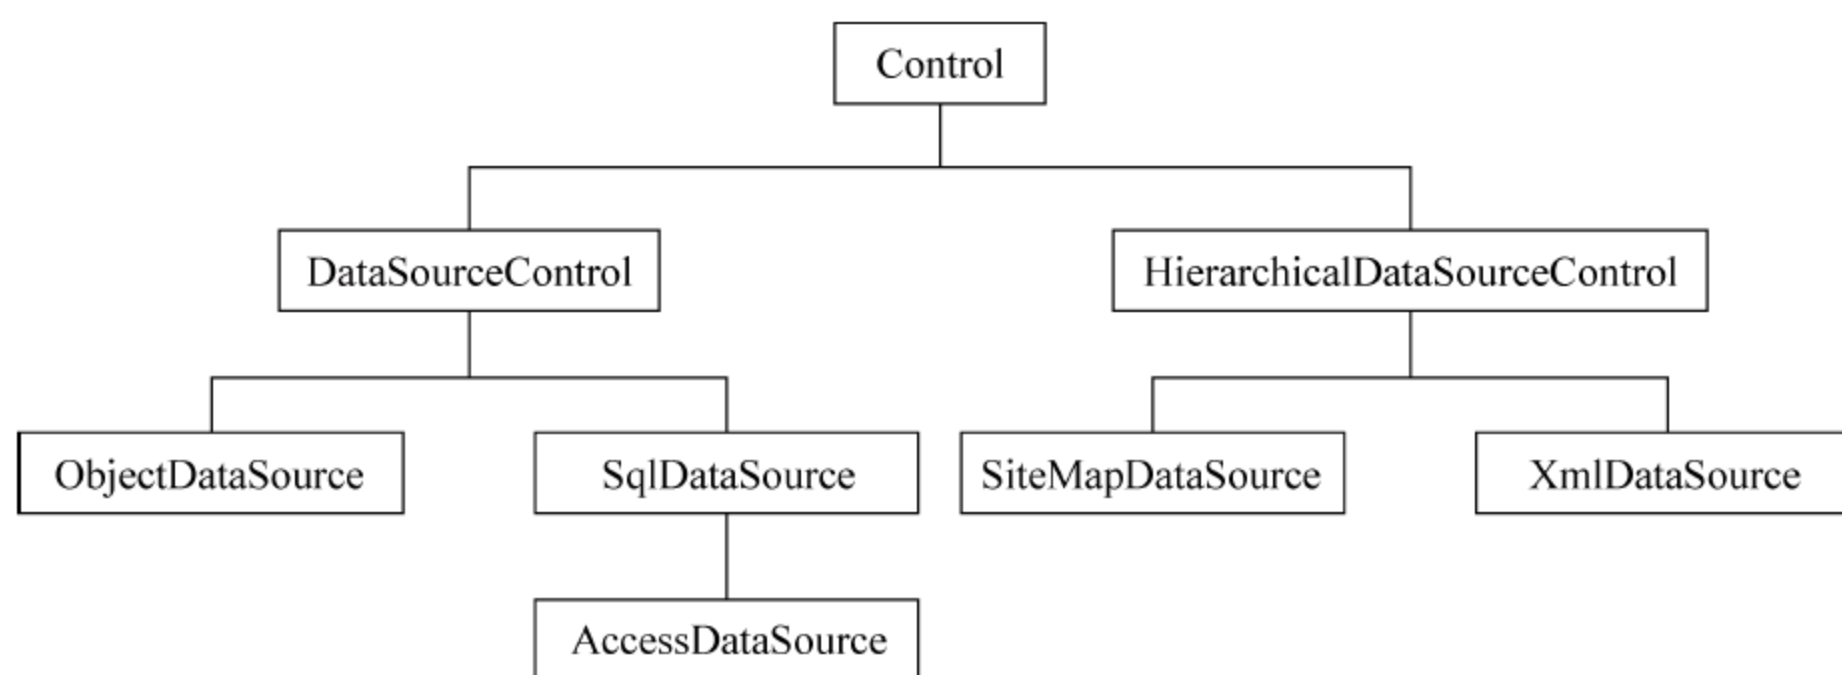 Control
DataSourceControl
HierarchicalDataSourceControl
ObjectDataSource
SqlDataSource
SiteMapDataSource
XmlDataSource
AccessDataSource